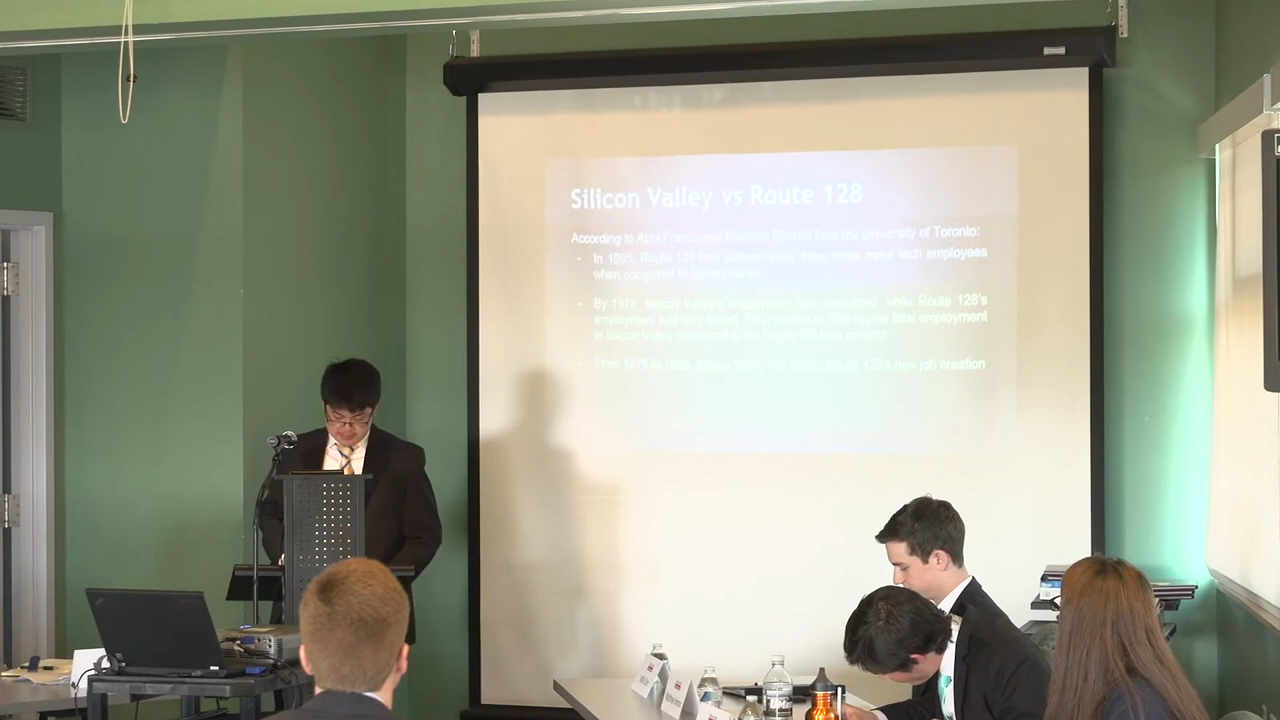 Silicon Valley vs Route 128
According to April Franco and Matthew Mitchell from the University of Toronto:
- In 1965, Route 128 had approximately three times more tech employees
when compared to Silicon Valley
- By 1975, Silicon Valley's employment had quadrupled, while Route 128's
employment had only tripled. This resulted in 15% higher total employment
in Silicon Valley compared to the Route 128 tech corridor
- From 1975 to 1990, Silicon Valley had tripled Route 128's new job creation